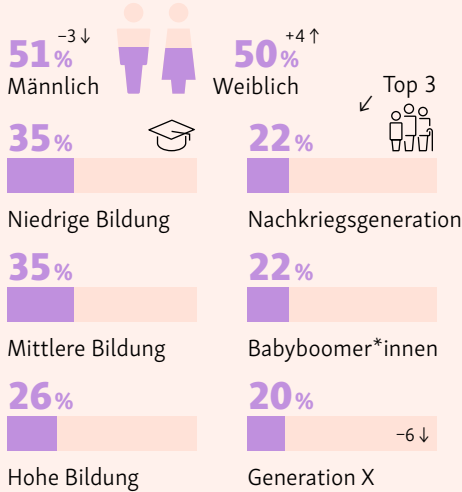 51% −3 ↓
Männlich
50% +4 ↑
Weiblich
Top 3
35%
Niedrige Bildung
35%
Mittlere Bildung
26%
Hohe Bildung
22%
Nachkriegsgeneration
22%
Babyboomer*innen
20%
−6 ↓
Generation X